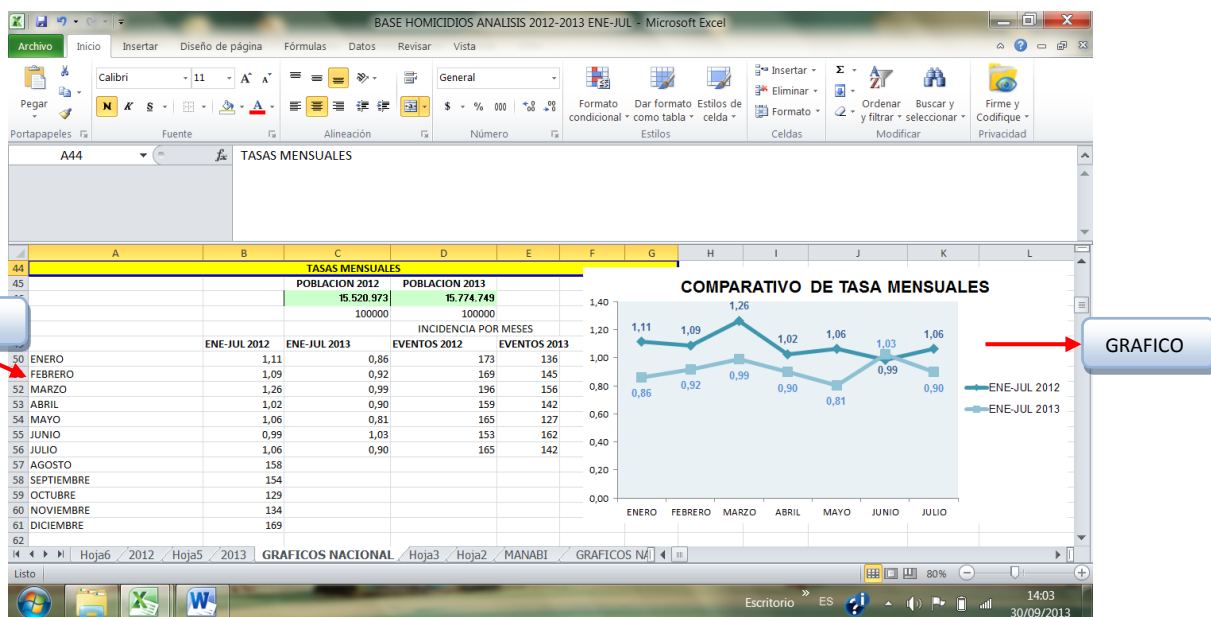 BASE HOMICIDIOS ANALISIS 2012-2013 ENE-JUL - Microsoft Excel
Archivo Inicio Insertar Diseño de página Fórmulas Datos Revisar Vista
Calibri 11 General Insertar
Eliminar
Formato
Pegar N K S A $ % 000 Formato condicional Dar formato como tabla Estilos de celda Ordenar y filtrar Buscar y seleccionar Firme y Codifique
Portapapeles Fuente Alineación Número Estilos Celdas Modificar Privacidad
A44 fx TASAS MENSUALES
A B C D E F G H I J K L
44 TASAS MENSUALES
45 POBLACION 2012 POBLACION 2013
15.520.973 15.774.749
100000 100000
INCIDENCIA POR MESES
ENE-JUL 2012 ENE-JUL 2013 EVENTOS 2012 EVENTOS 2013
50 ENERO 1,11 0,86 173 136
FEBRERO 1,09 0,92 169 145
52 MARZO 1,26 0,99 196 156
53 ABRIL 1,02 0,90 159 142
54 MAYO 1,06 0,81 165 127
55 JUNIO 0,99 1,03 153 162
56 JULIO 1,06 0,90 165 142
57 AGOSTO 158
58 SEPTIEMBRE 154
59 OCTUBRE 129
60 NOVIEMBRE 134
61 DICIEMBRE 169
62
COMPARATIVO DE TASA MENSUALES
1,40
1,20
1,00
0,80
0,60
0,40
0,20
0,00
1,11 1,09 1,26 1,02 1,06 0,99 1,06
0,86 0,92 0,99 0,90 0,81 1,03 0,90
ENERO FEBRERO MARZO ABRIL MAYO JUNIO JULIO
ENE-JUL 2012
ENE-JUL 2013
GRAFICO
Hoja6 2012 Hoja5 2013 GRAFICOS NACIONAL Hoja3 Hoja2 MANABI GRAFICOS NA
Listo 80%
Escritorio ES 14:03
30/09/2013